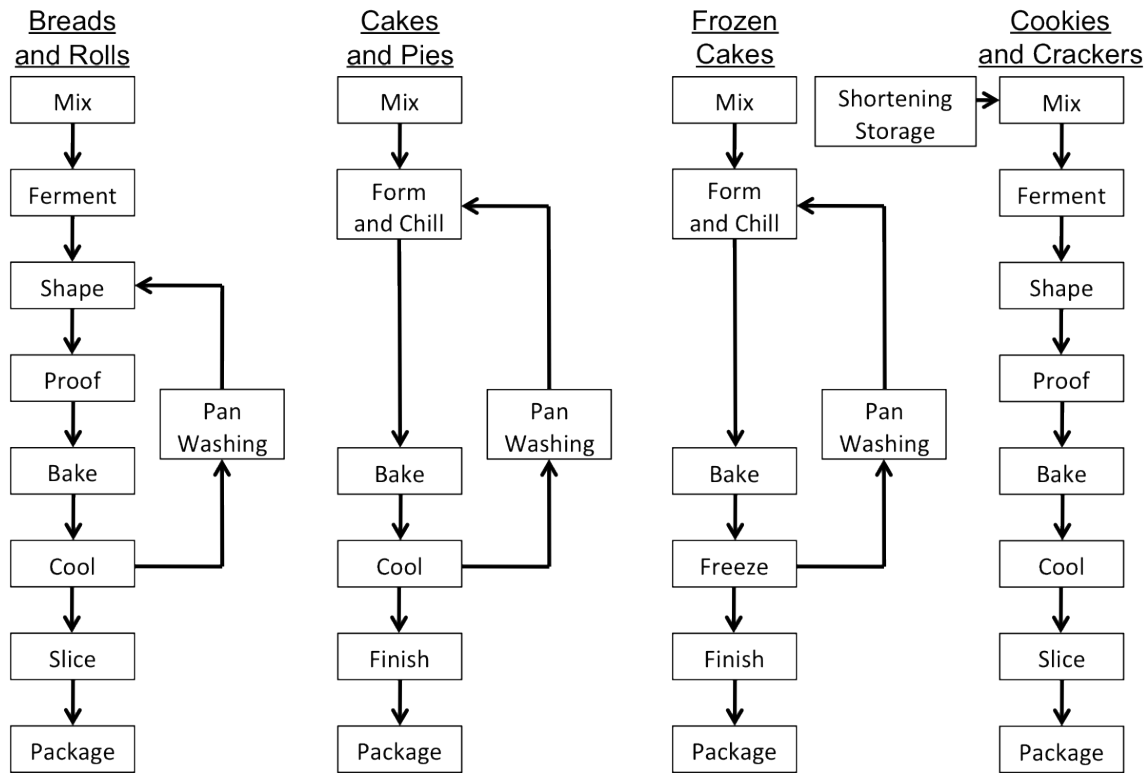 Breads
and Rolls
Mix
Ferment
Shape
Proof
Pan
Washing
Bake
Cool
Slice
Package
Cakes
and Pies
Mix
Form
and Chill
Pan
Washing
Bake
Cool
Finish
Package
Frozen
Cakes
Mix
Form
and Chill
Pan
Washing
Bake
Freeze
Finish
Package
Cookies
and Crackers
Shortening
Storage
Mix
Ferment
Shape
Proof
Bake
Cool
Slice
Package